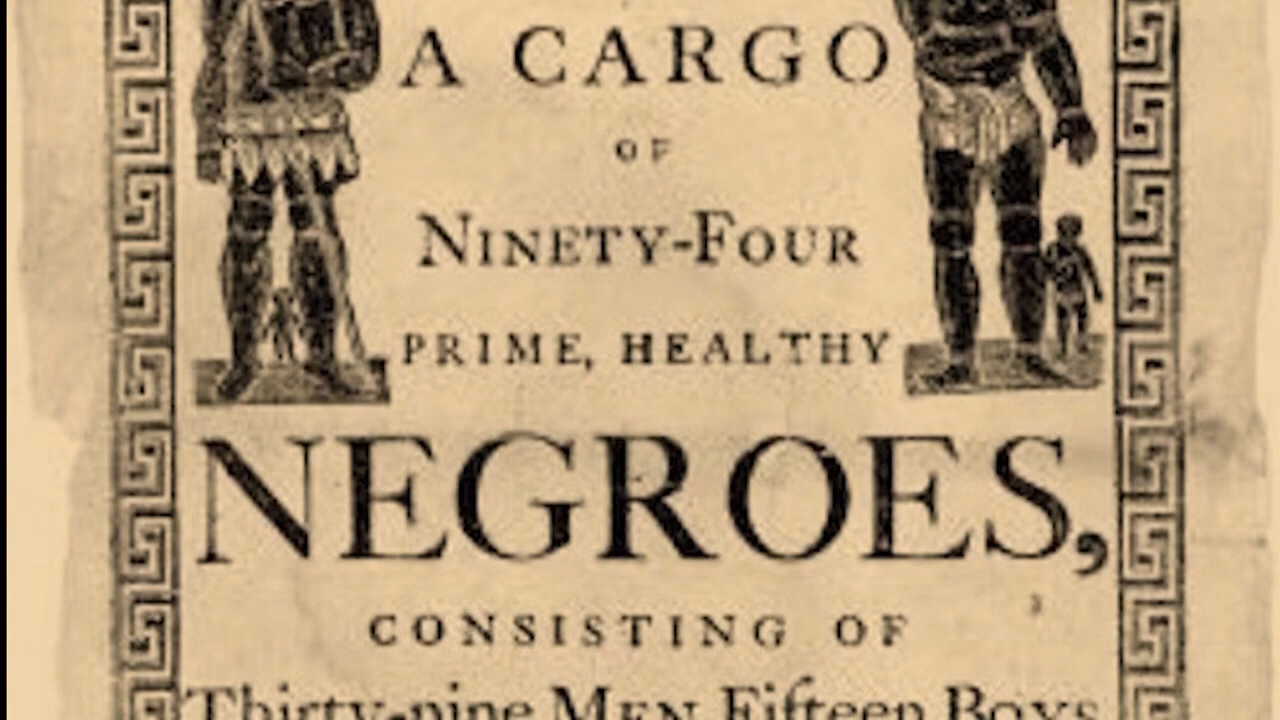 A CARGO
OF
NINETY-FOUR
PRIME, HEALTHY
NEGROES,
CONSISTING OF
Thirty-nine MEN Fifteen Boys